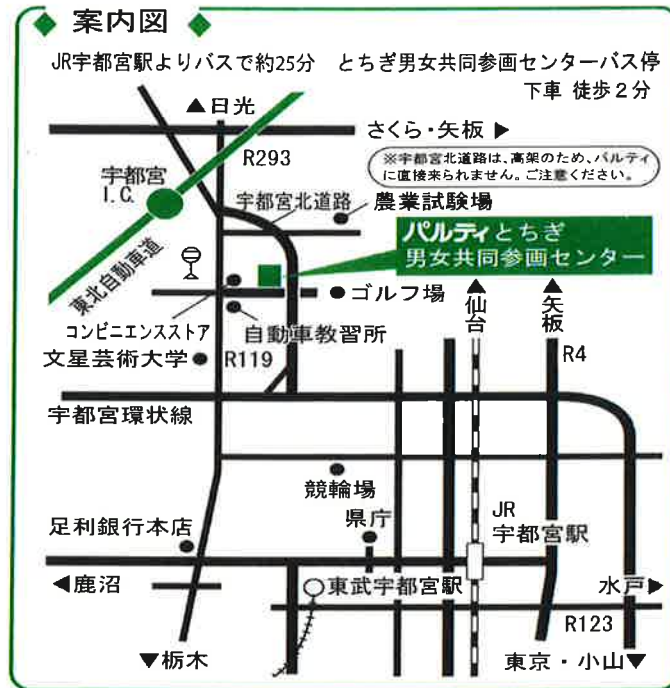 案内図
JR宇都宮駅よりバスで約25分　とちぎ男女共同参画センターバス停
下車 徒歩2分
▲日光
さくら・矢板 ▶
R293
※宇都宮北道路は、高架のため、パルティ
に直接来られません。ご注意ください。
宇都宮
I.C.
宇都宮北道路
農業試験場
パルティとちぎ
男女共同参画センター
東北自動車道
ゴルフ場
▲仙台
▲矢板
コンビニエンスストア
自動車教習所
文星芸術大学
R119
R4
宇都宮環状線
競輪場
県庁
JR
宇都宮駅
足利銀行本店
◀鹿沼
東武宇都宮駅
水戸▶
R123
▼栃木
東京・小山▼